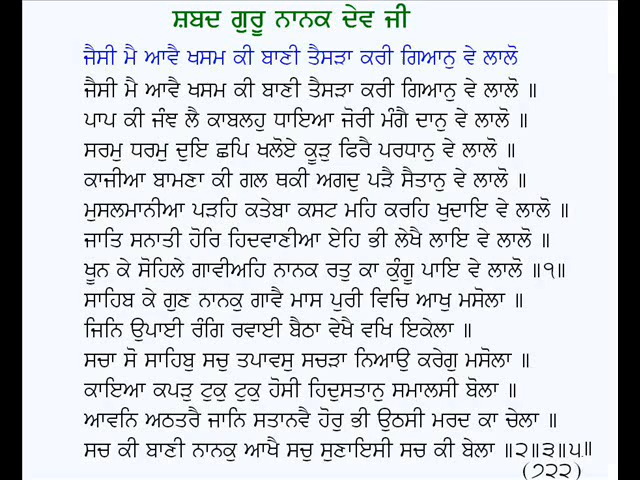 ਸ਼ਬਦ ਗੁਰੂ ਨਾਨਕ ਦੇਵ ਜੀ
ਜੈਸੀ ਮੈ ਆਵੈ ਖਸਮ ਕੀ ਬਾਣੀ ਤੈਸੜਾ ਕਰੀ ਗਿਆਨੁ ਵੇ ਲਾਲੋ
ਜੈਸੀ ਮੈ ਆਵੈ ਖਸਮ ਕੀ ਬਾਣੀ ਤੈਸੜਾ ਕਰੀ ਗਿਆਨੁ ਵੇ ਲਾਲੋ ॥
ਪਾਪ ਕੀ ਜੰਞ ਲੈ ਕਾਬਲਹੁ ਧਾਇਆ ਜੋਰੀ ਮੰਗੈ ਦਾਨੁ ਵੇ ਲਾਲੋ ॥
ਸਰਮੁ ਧਰਮੁ ਦੁਇ ਛਪਿ ਖਲੋਏ ਕੂੜੁ ਫਿਰੈ ਪਰਧਾਨੁ ਵੇ ਲਾਲੋ ॥
ਕਾਜੀਆ ਬਾਮਣਾ ਕੀ ਗਲ ਥਕੀ ਅਗਦੁ ਪੜੈ ਸੈਤਾਨੁ ਵੇ ਲਾਲੋ ॥
ਮੁਸਲਮਾਨੀਆ ਪੜਹਿ ਕਤੇਬਾ ਕਸਟ ਮਹਿ ਕਰਹਿ ਖੁਦਾਇ ਵੇ ਲਾਲੋ ॥
ਜਾਤਿ ਸਨਾਤੀ ਹੋਰਿ ਹਿਦਵਾਣੀਆ ਏਹਿ ਭੀ ਲੇਖੈ ਲਾਇ ਵੇ ਲਾਲੋ ॥
ਖੂਨ ਕੇ ਸੋਹਿਲੇ ਗਾਵੀਅਹਿ ਨਾਨਕ ਰਤੁ ਕਾ ਕੁੰਗੂ ਪਾਇ ਵੇ ਲਾਲੋ ॥੧॥
ਸਾਹਿਬ ਕੇ ਗੁਣ ਨਾਨਕੁ ਗਾਵੈ ਮਾਸ ਪੁਰੀ ਵਿਚਿ ਆਖੁ ਮਸੋਲਾ ॥
ਜਿਨਿ ਉਪਾਈ ਰੰਗਿ ਰਵਾਈ ਬੈਠਾ ਵੇਖੈ ਵਖਿ ਇਕੇਲਾ ॥
ਸਚਾ ਸੋ ਸਾਹਿਬੁ ਸਚੁ ਤਪਾਵਸੁ ਸਚੜਾ ਨਿਆਉ ਕਰੇਗੁ ਮਸੋਲਾ ॥
ਕਾਇਆ ਕਪੜੁ ਟੁਕੁ ਟੁਕੁ ਹੋਸੀ ਹਿਦੁਸਤਾਨੁ ਸਮਾਲਸੀ ਬੋਲਾ ॥
ਆਵਨਿ ਅਠਤਰੈ ਜਾਨਿ ਸਤਾਨਵੈ ਹੋਰੁ ਭੀ ਉਠਸੀ ਮਰਦ ਕਾ ਚੇਲਾ ॥
ਸਚ ਕੀ ਬਾਣੀ ਨਾਨਕੁ ਆਖੈ ਸਚੁ ਸੁਣਾਇਸੀ ਸਚ ਕੀ ਬੇਲਾ ॥੨॥੩॥੫॥
(੭੨੨)